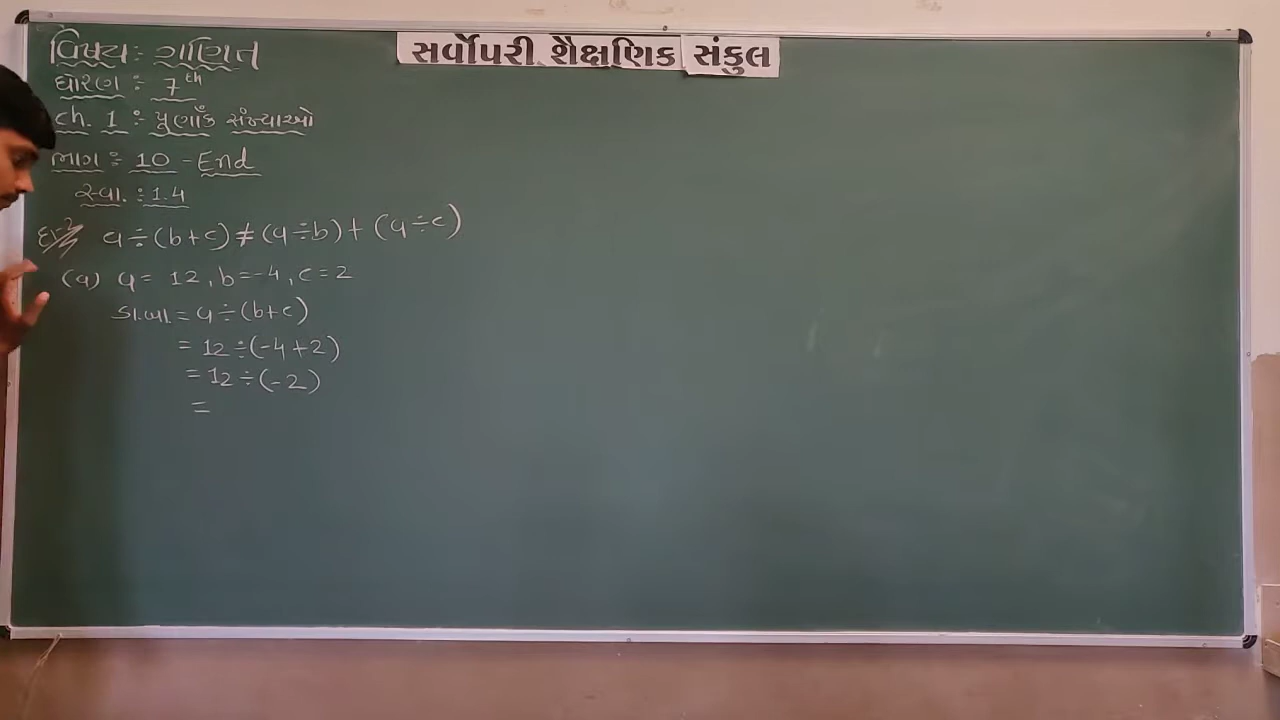 સર્વોપરી શૈક્ષણિક સંકુલ
વિષય : ગણિત
ધોરણ : 7th
ch. 1 : પૂર્ણાંક સંખ્યાઓ
ભાગ : 10 - End
સ્વા. : 1.4
a ÷ (b + c) ≠ (a ÷ b) + (a ÷ c)
(a) a = 12, b = -4, c = 2
ડા.બા = a ÷ (b + c)
= 12 ÷ (-4 + 2)
= 12 ÷ (-2)
=